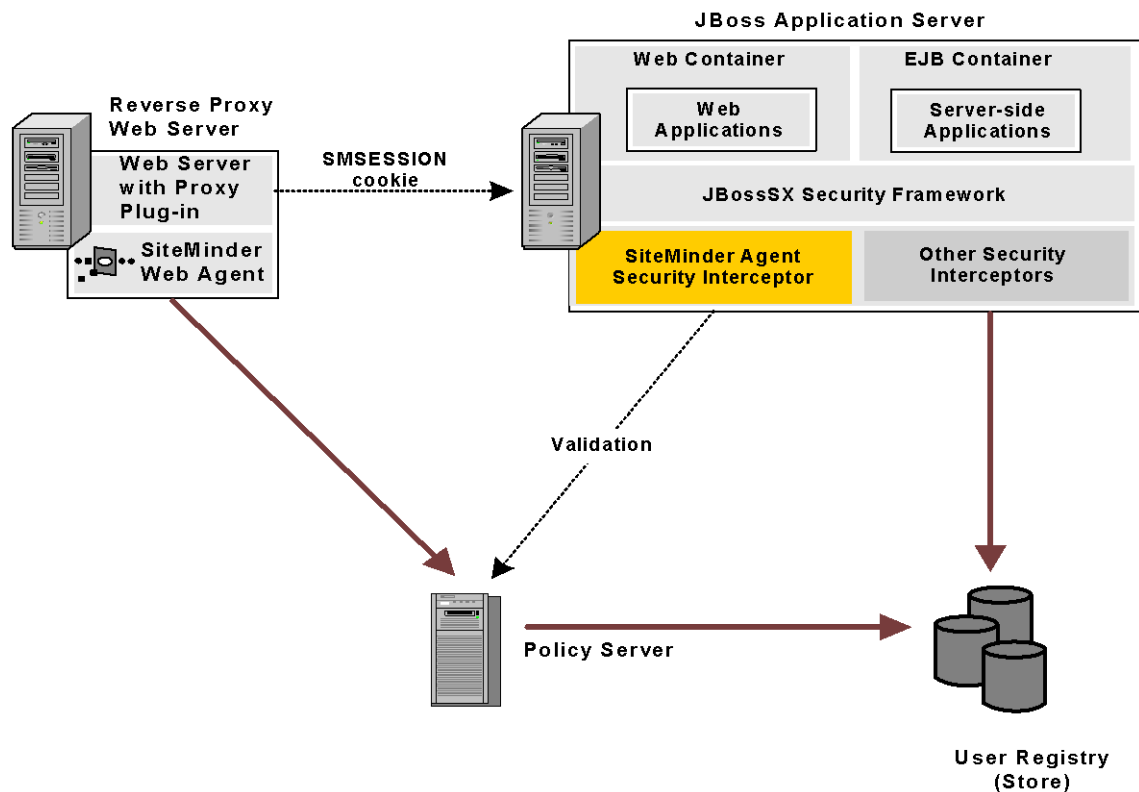 JBoss Application Server
Web Container
EJB Container
Web
Applications
Server-side
Applications
Reverse Proxy
Web Server
Web Server
with Proxy
Plug-in
SMSESSION
cookie
JBossSX Security Framework
SiteMinder
Web Agent
SiteMinder Agent
Security Interceptor
Other Security
Interceptors
Validation
Policy Server
User Registry
(Store)